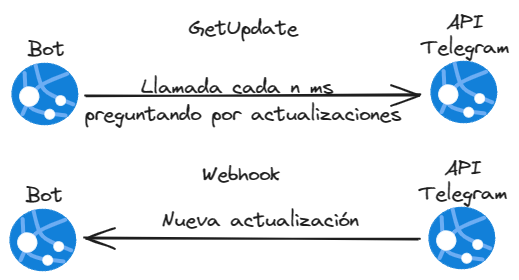 GetUpdate
API
Bot
Telegram
Llamada cada n ms
preguntando por actualizaciones
Webhook
API
Bot
Telegram
Nueva actualización